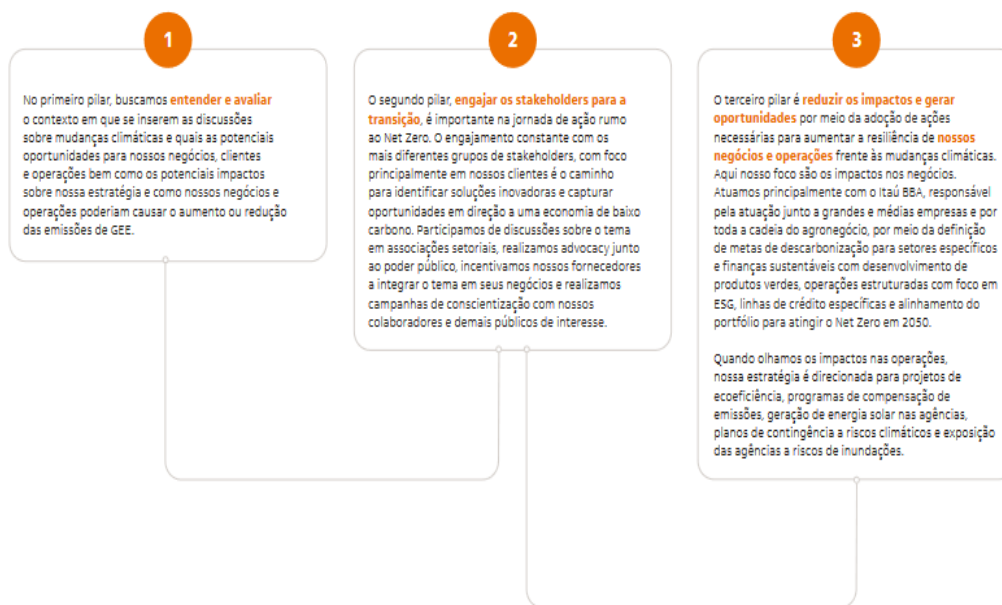 1
No primeiro pilar, buscamos entender e avaliar
o contexto em que se inserem as discussões
sobre mudanças climáticas e quais as potenciais
oportunidades para nossos negócios, clientes
e operações bem como os potenciais impactos
sobre nossa estratégia e como nossos negócios e
operações poderiam causar o aumento ou redução
das emissões de GEE.
2
O segundo pilar, engajar os stakeholders para a
transição, é importante na jornada de ação rumo
ao Net Zero. O engajamento constante com os
mais diferentes grupos de stakeholders, com foco
principalmente em nossos clientes é o caminho
para identificar soluções inovadoras e capturar
oportunidades em direção a uma economia de baixo
carbono. Participamos de discussões sobre o tema
em associações setoriais, realizamos advocacy junto
ao poder público, incentivamos nossos fornecedores
a integrar o tema em seus negócios e realizamos
campanhas de conscientização com nossos
colaboradores e demais públicos de interesse.
3
O terceiro pilar é reduzir os impactos e gerar
oportunidades por meio da adoção de ações
necessárias para aumentar a resiliência de nossos
negócios e operações frente às mudanças climáticas.
Aqui nosso foco são os impactos nos negócios.
Atuamos principalmente com o Itaú BBA, responsável
pela atuação junto a grandes e médias empresas e por
toda a cadeia do agronegócio, por meio da definição
de metas de descarbonização para setores específicos
e finanças sustentáveis com desenvolvimento de
produtos verdes, operações estruturadas com foco em
ESG, linhas de crédito específicas e alinhamento do
portfólio para atingir o Net Zero em 2050.
Quando olhamos os impactos nas operações,
nossa estratégia é direcionada para projetos de
ecoeficiência, programas de compensação de
emissões, geração de energia solar nas agências,
planos de contingência a riscos climáticos e exposição
das agências a riscos de inundações.